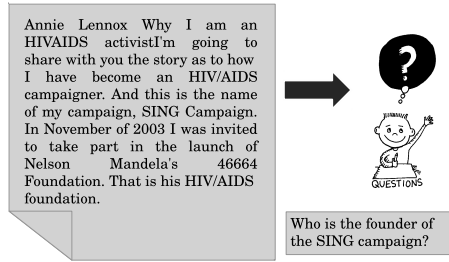 Annie Lennox Why I am an
HIVAIDS activistI'm going to
share with you the story as to how
I have become an HIV/AIDS
campaigner. And this is the name
of my campaign, SING Campaign.
In November of 2003 I was invited
to take part in the launch of
Nelson Mandela's 46664
Foundation. That is his HIV/AIDS
foundation.
?
QUESTIONS
Who is the founder of
the SING campaign?